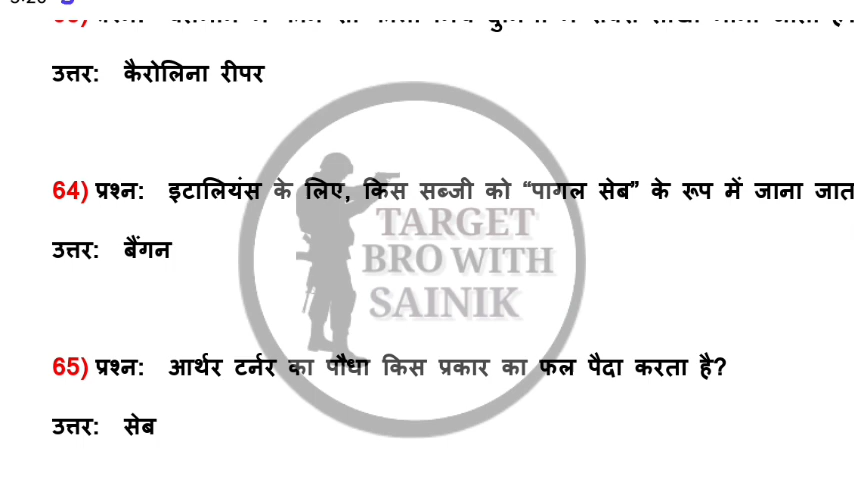 उत्तर: कैरोलिना रीपर
64) प्रश्न: इटालियंस के लिए, किस सब्जी को “पागल सेब” के रूप में जाना जात
उत्तर: बैंगन
TARGET
BRO WITH
SAINIK
65) प्रश्न: आर्थर टर्नर का पौधा किस प्रकार का फल पैदा करता है?
उत्तर: सेब